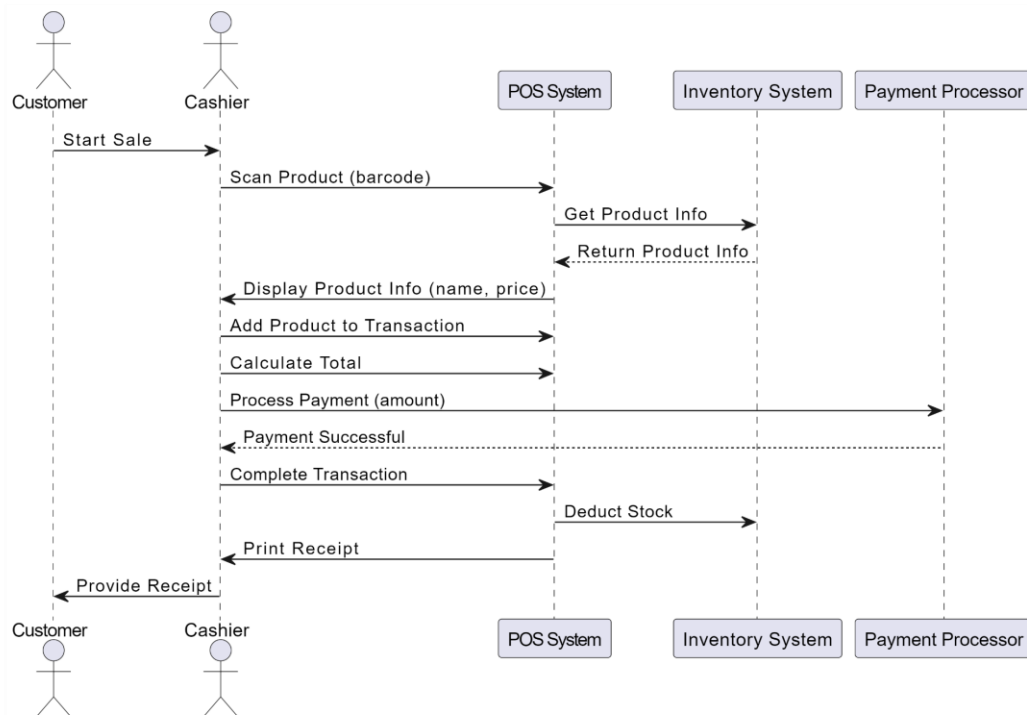 Customer
Cashier
POS System
Inventory System
Payment Processor
Start Sale
Scan Product (barcode)
Get Product Info
Return Product Info
Display Product Info (name, price)
Add Product to Transaction
Calculate Total
Process Payment (amount)
Payment Successful
Complete Transaction
Deduct Stock
Print Receipt
Provide Receipt
Customer
Cashier
POS System
Inventory System
Payment Processor